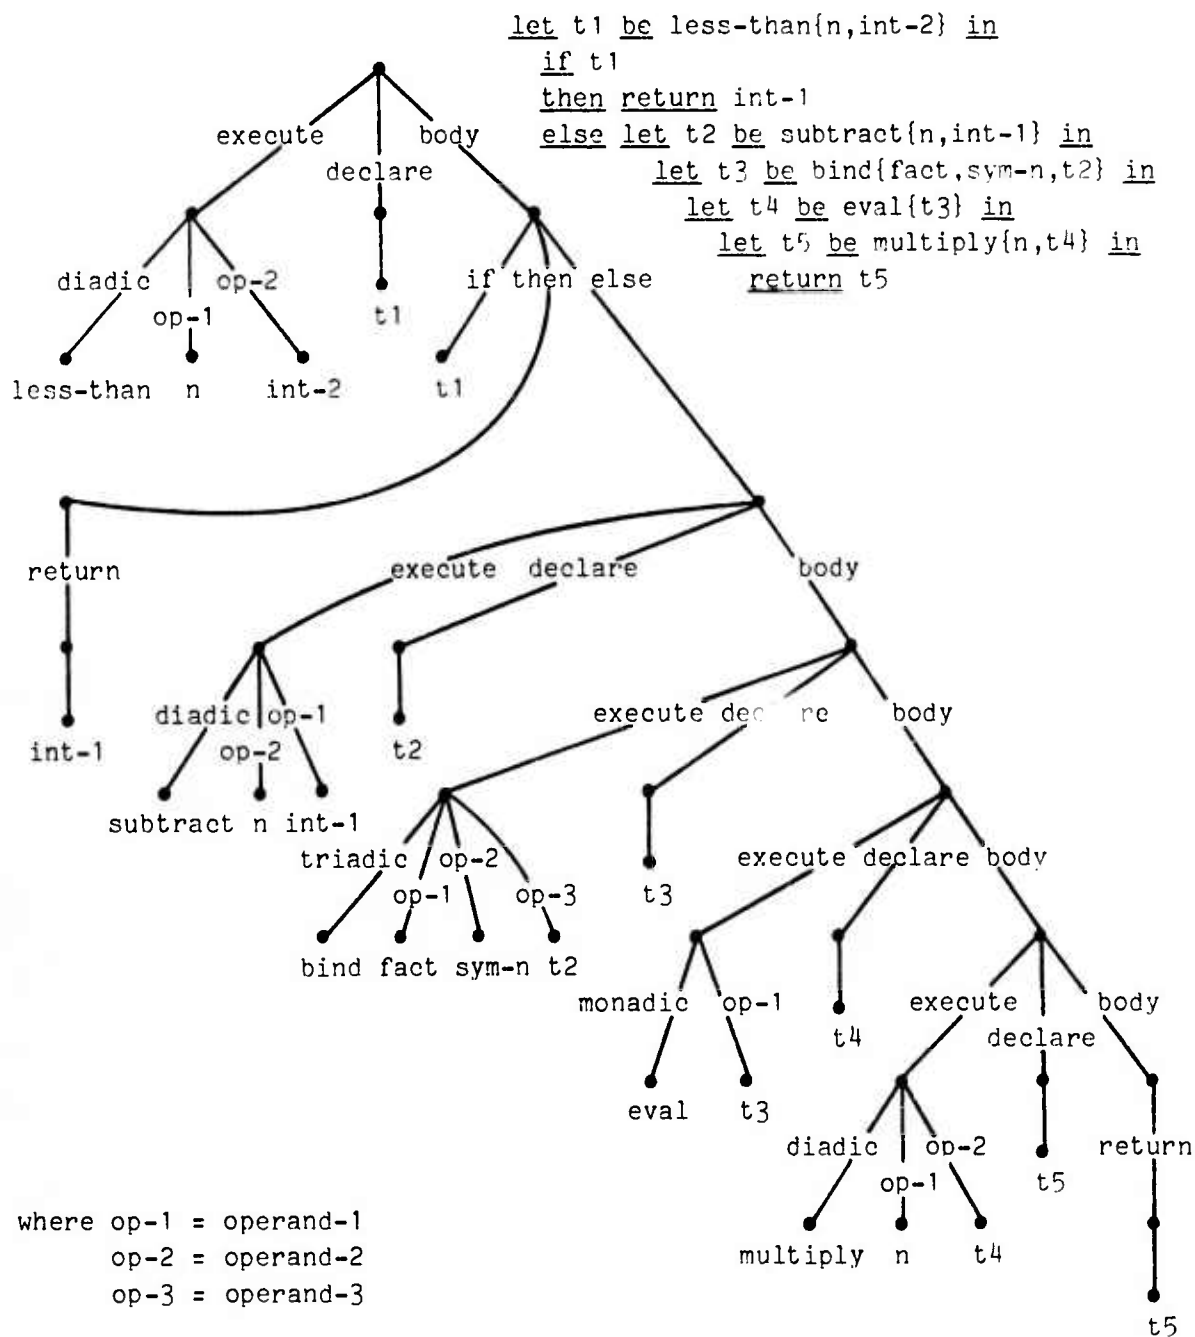 let t1 be less-than{n,int-2} in
if t1
then return int-1
else let t2 be subtract{n,int-1} in
let t3 be bind{fact,sym-n,t2} in
let t4 be eval{t3} in
let t5 be multiply{n,t4} in
return t5
execute body
declare
diadic op-2 if then else
op-1 t1
less-than n int-2 t1
return execute declare body
diadic op-1 execute body
int-1 op-2 t2
subtract n int-1
triadic op-2 execute declare body
op-1 op-3 t3
bind fact sym-n t2
monadic op-1 execute body
t4 declare
eval t3
diadic op-2 return
op-1 t5
where op-1 = operand-1
op-2 = operand-2 multiply n t4
op-3 = operand-3
t5